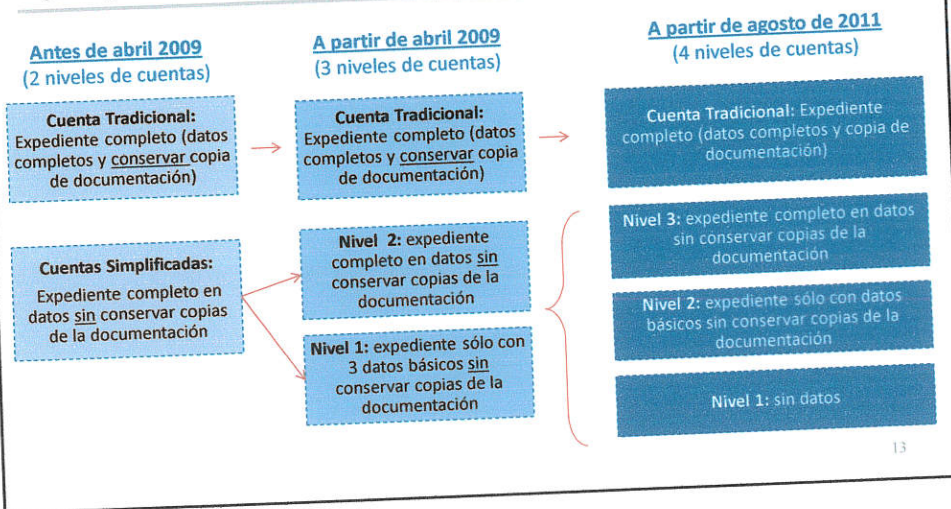 Antes de abril 2009
(2 niveles de cuentas)
Cuenta Tradicional:
Expediente completo (datos
completos y conservar copia
de documentación)
Cuentas Simplificadas:
Expediente completo en
datos sin conservar copias
de la documentación
A partir de abril 2009
(3 niveles de cuentas)
Cuenta Tradicional:
Expediente completo (datos
completos y conservar copia
de documentación)
Nivel 2: expediente
completo en datos sin
conservar copias de la
documentación
Nivel 1: expediente sólo con
3 datos básicos sin
conservar copias de la
documentación
A partir de agosto de 2011
(4 niveles de cuentas)
Cuenta Tradicional: Expediente
completo (datos completos y copia de
documentación)
Nivel 3: expediente completo en datos
sin conservar copias de la
documentación
Nivel 2: expediente sólo con datos
básicos sin conservar copias de la
documentación
Nivel 1: sin datos
13